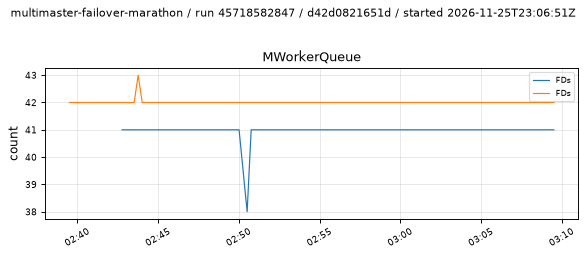 multimaster-failover-marathon / run 45718582847 / d42d0821651d / started 2026-11-25T23:06:51Z
MWorkerQueue
FDs
FDs
count
43
42
41
40
39
38
02:40
02:45
02:50
02:55
03:00
03:05
03:10